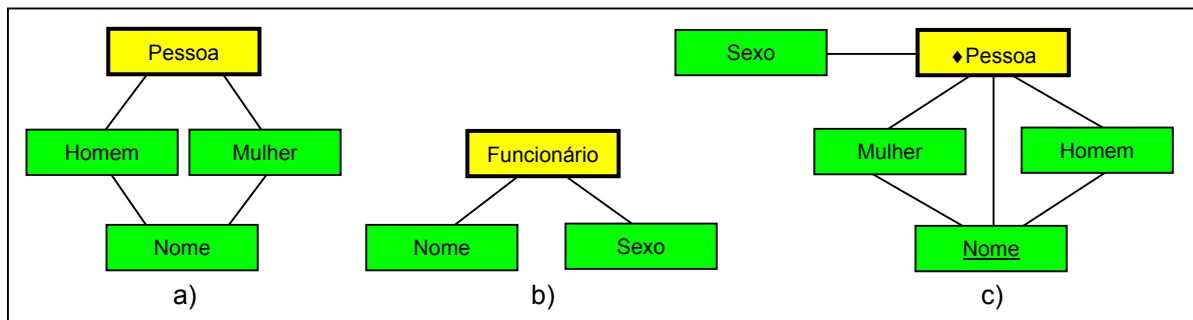 Pessoa
Homem
Mulher
Nome
a)
Funcionário
Nome
Sexo
b)
Sexo
♦Pessoa
Mulher
Homem
Nome
c)